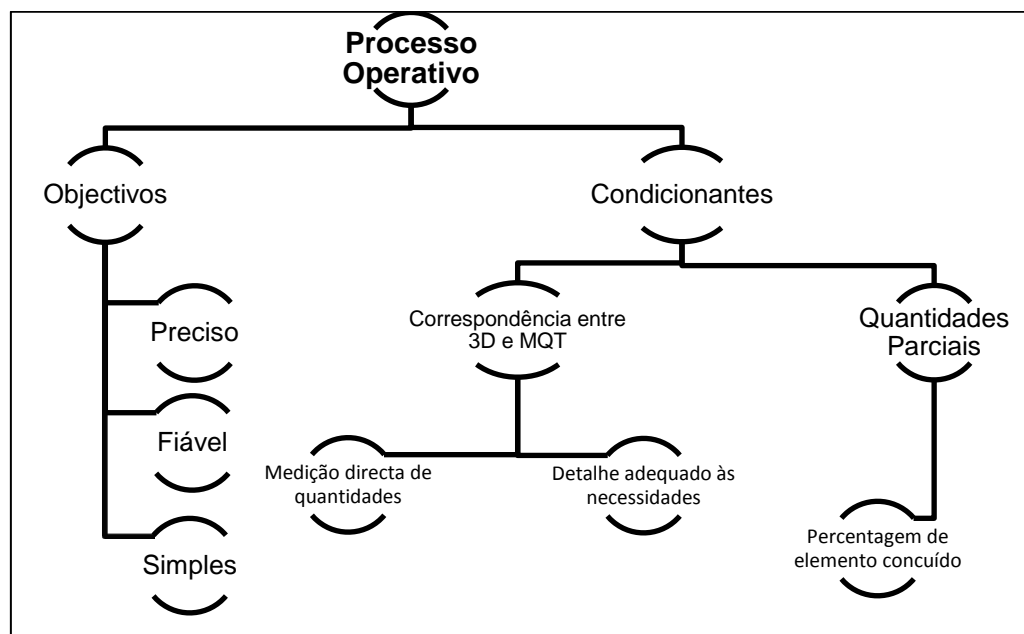 Processo
Operativo
Objectivos
Condicionantes
Preciso
Fiável
Simples
Correspondência entre
3D e MQT
Quantidades
Parciais
Medição directa de
quantidades
Detalhe adequado às
necessidades
Percentagem de
elemento concuído